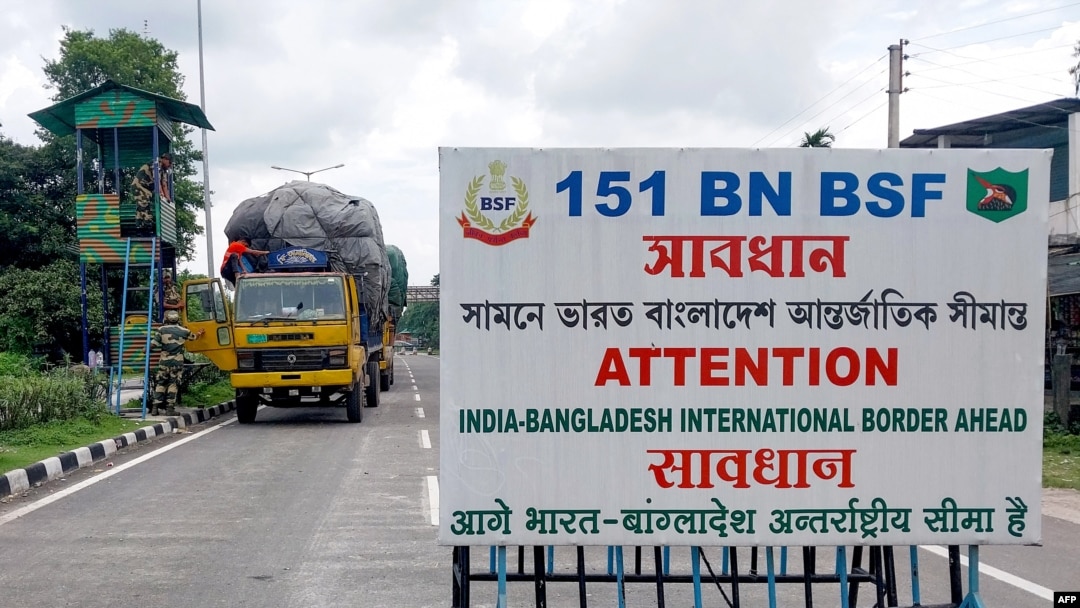 BSF
151 BN BSF
সাবধান
সামনে ভারত বাংলাদেশ আন্তর্জাতিক সীমান্ত
ATTENTION
INDIA-BANGLADESH INTERNATIONAL BORDER AHEAD
सावधान
आगे भारत-बांग्लादेश अन्तर्राष्ट्रीय सीमा है
AFP